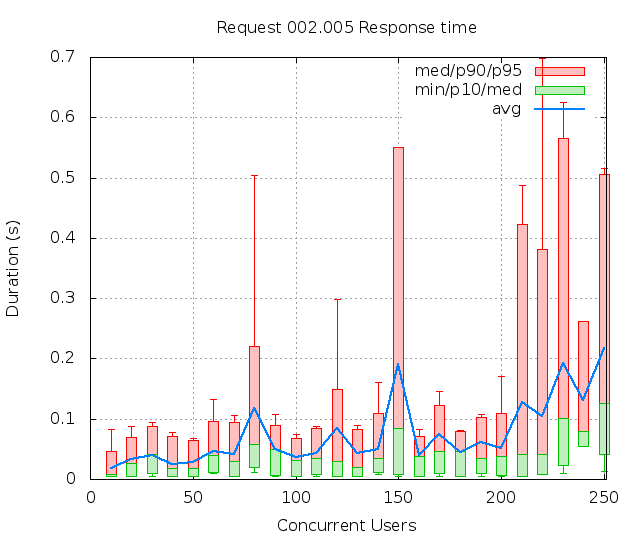 Request 002.005 Response time
med/p90/p95
min/p10/med
avg
0.7
0.6
0.5
0.4
0.3
0.2
0.1
0
Duration (s)
0 50 100 150 200 250
Concurrent Users